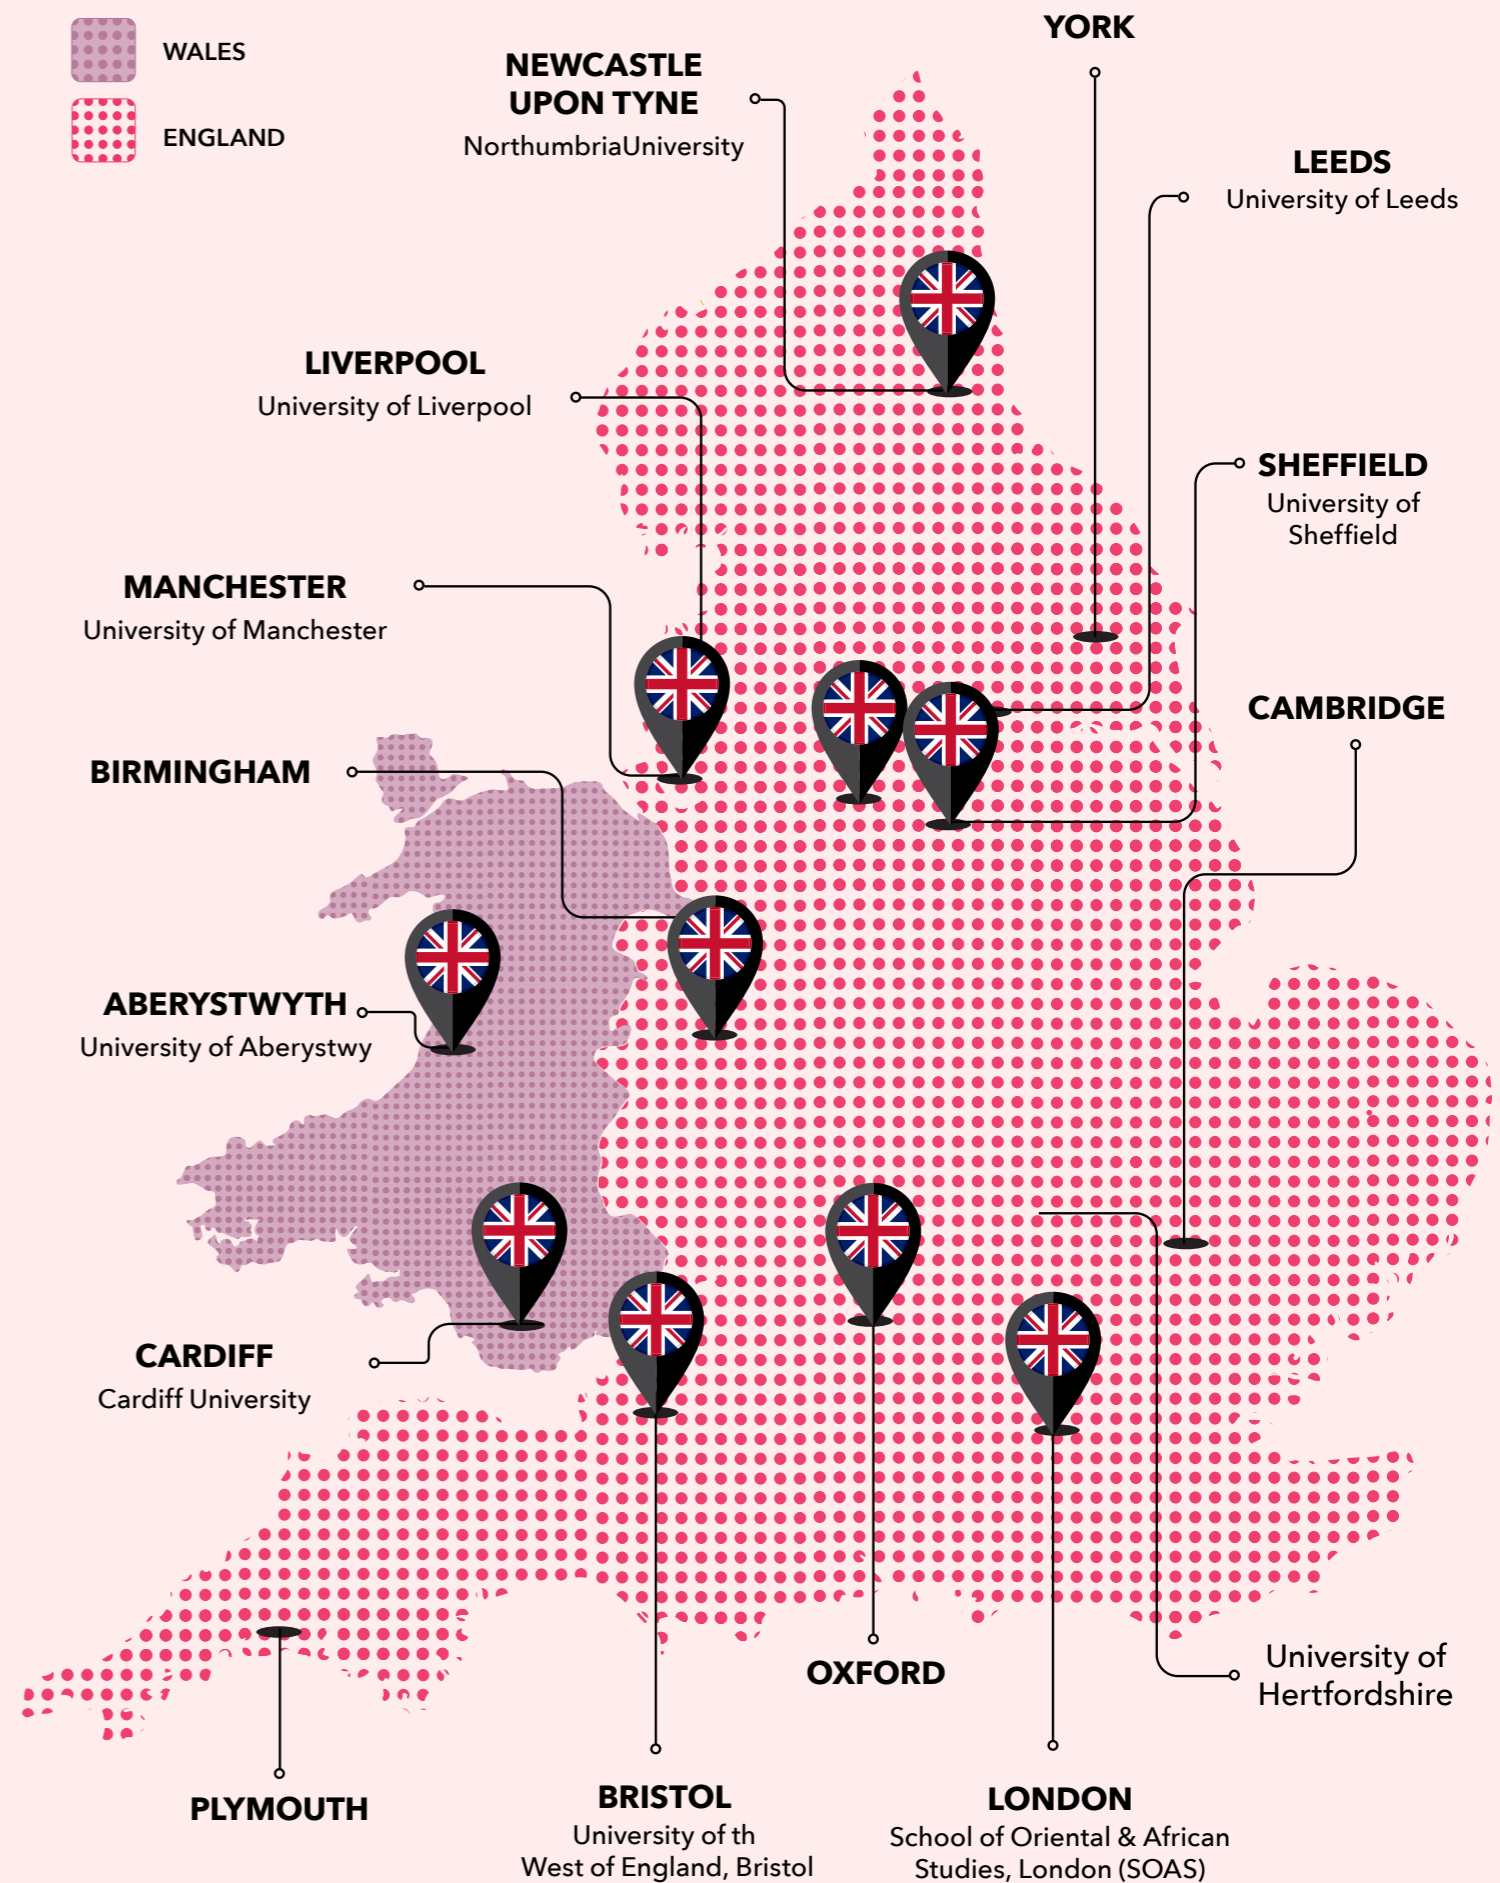 WALES
ENGLAND
YORK
NEWCASTLE
UPON TYNE
NorthumbriaUniversity
LEEDS
University of Leeds
LIVERPOOL
University of Liverpool
SHEFFIELD
University of
Sheffield
MANCHESTER
University of Manchester
CAMBRIDGE
BIRMINGHAM
ABERYSTWYTH
University of Aberystwy
CARDIFF
Cardiff University
OXFORD
University of
Hertfordshire
PLYMOUTH
BRISTOL
University of th
West of England, Bristol
LONDON
School of Oriental & African
Studies, London (SOAS)